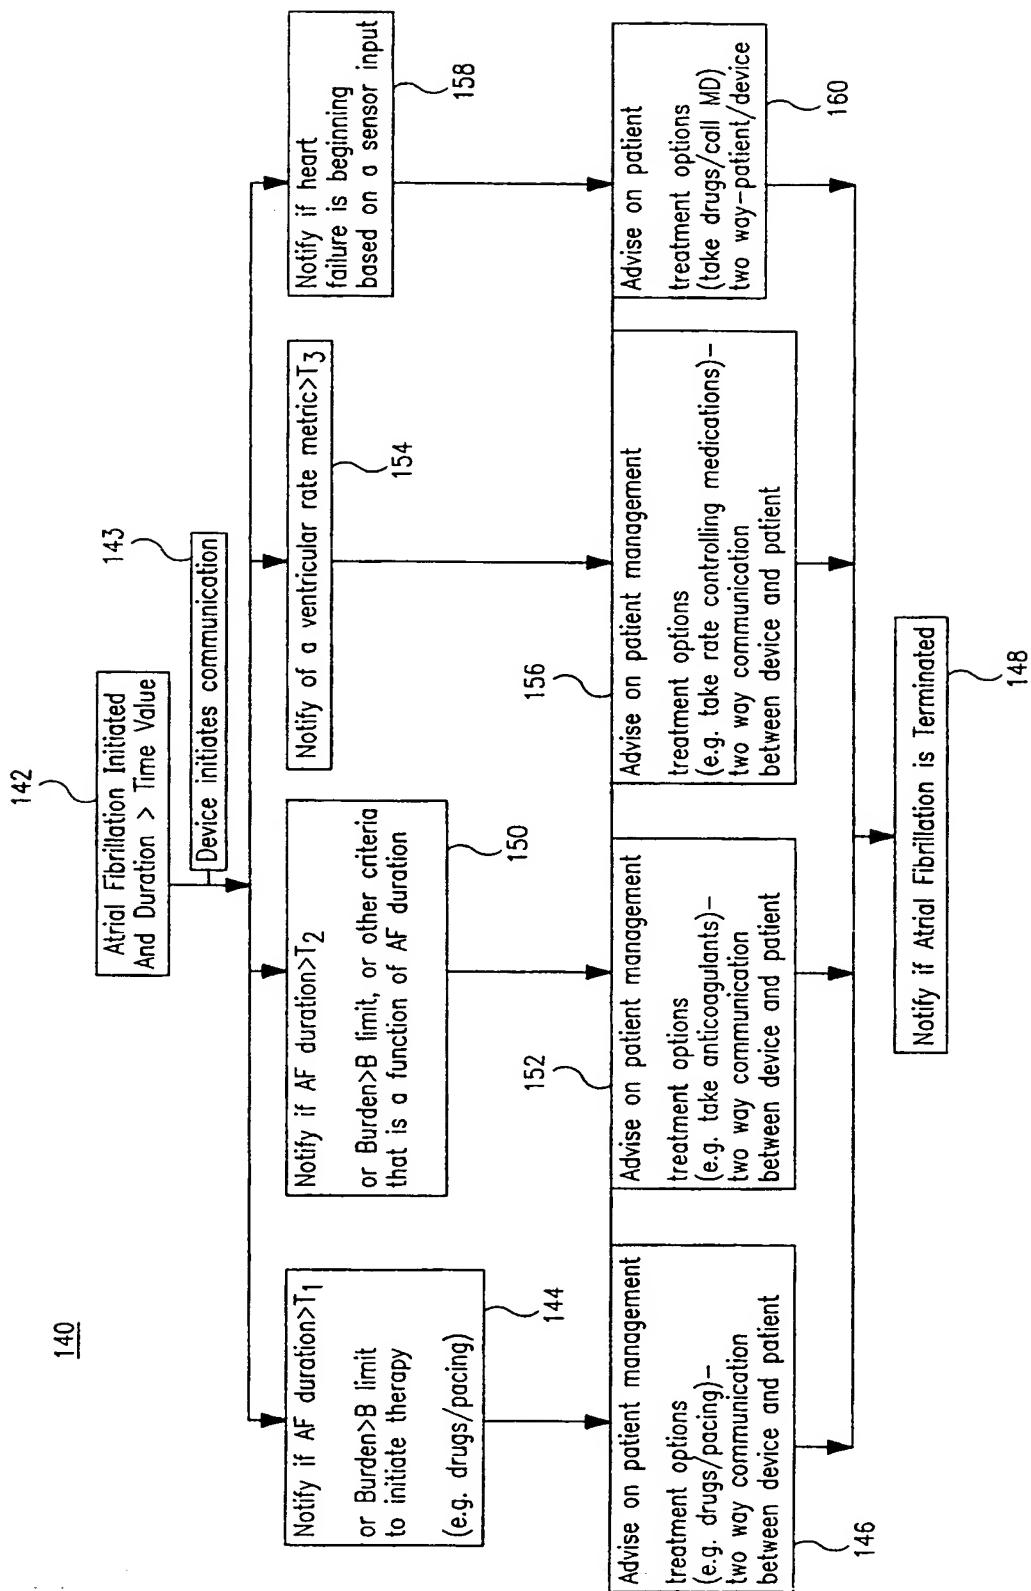 140
142
Atrial Fibrillation Initiated
And Duration > Time Value
143
Device initiates communication
Notify if AF duration>T1
or Burden>B limit
to initiate therapy
(e.g. drugs/pacing)
144
Notify if AF duration>T2
or Burden>B limit, or other criteria
that is a function of AF duration
150
Notify of a ventricular rate metric>T3
154
Notify if heart
failure is beginning
based on a sensor input
158
Advise on patient management
treatment options
(e.g. drugs/pacing)–
two way communication
between device and patient
146
152
Advise on patient management
treatment options
(e.g. take anticoagulants)–
two way communication
between device and patient
156
Advise on patient management
treatment options
(e.g. take rate controlling medications)–
two way communication
between device and patient
Advise on patient
treatment options
(take drugs/call MD)
two way–patient/device
160
Notify if Atrial Fibrillation is Terminated
148